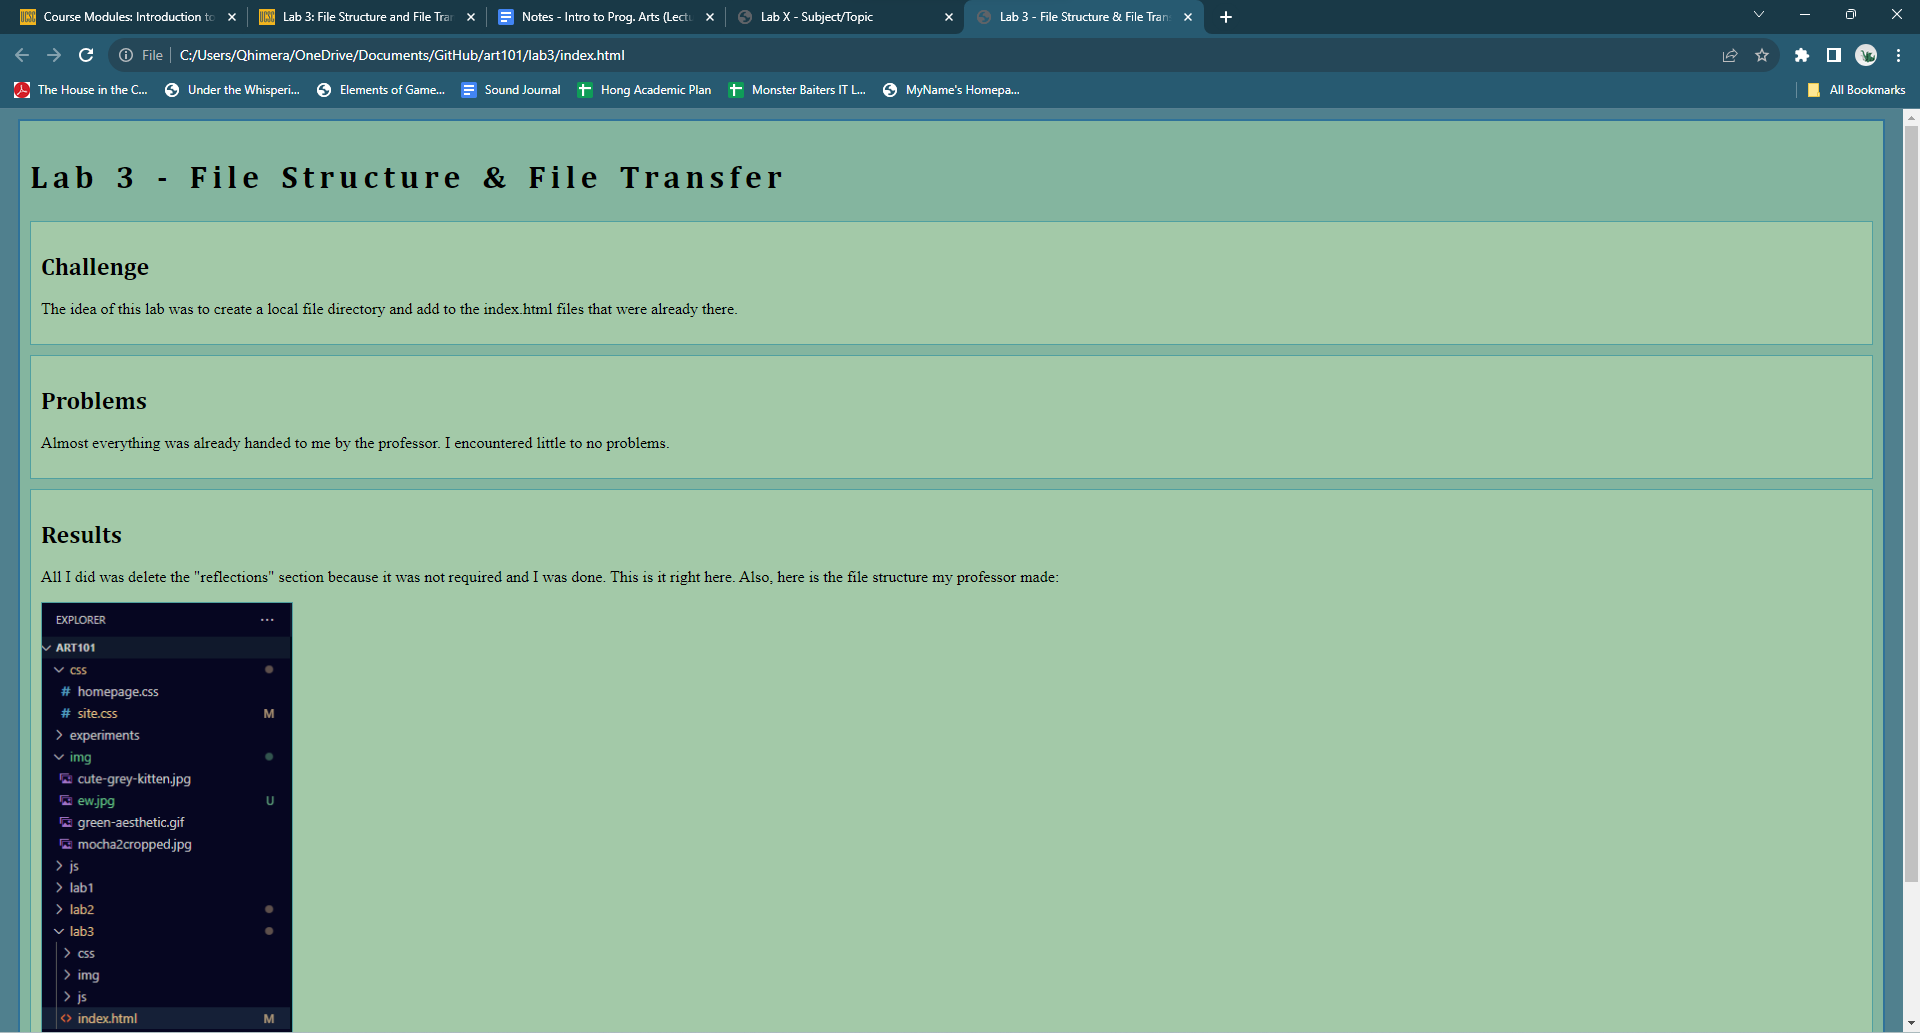 Course Modules: Introduction to
Lab 3: File Structure and File Tran
Notes - Intro to Prog. Arts (Lectu
Lab X - Subject/Topic
Lab 3 - File Structure & File Tran
File
C:/Users/Qhimera/OneDrive/Documents/GitHub/art101/lab3/index.html
The House in the C...
Under the Whisperi...
Elements of Game...
Sound Journal
Hong Academic Plan
Monster Baiters IT L...
MyName's Homepa...
All Bookmarks
Lab 3 - File Structure & File Transfer
Challenge
The idea of this lab was to create a local file directory and add to the index.html files that were already there.
Problems
Almost everything was already handed to me by the professor. I encountered little to no problems.
Results
All I did was delete the "reflections" section because it was not required and I was done. This is it right here. Also, here is the file structure my professor made:
EXPLORER ...
ART101
css
# homepage.css
# site.css M
experiments
img
cute-grey-kitten.jpg
ew.jpg U
green-aesthetic.gif
mocha2cropped.jpg
js
lab1
lab2
lab3
css
img
js
<> index.html M